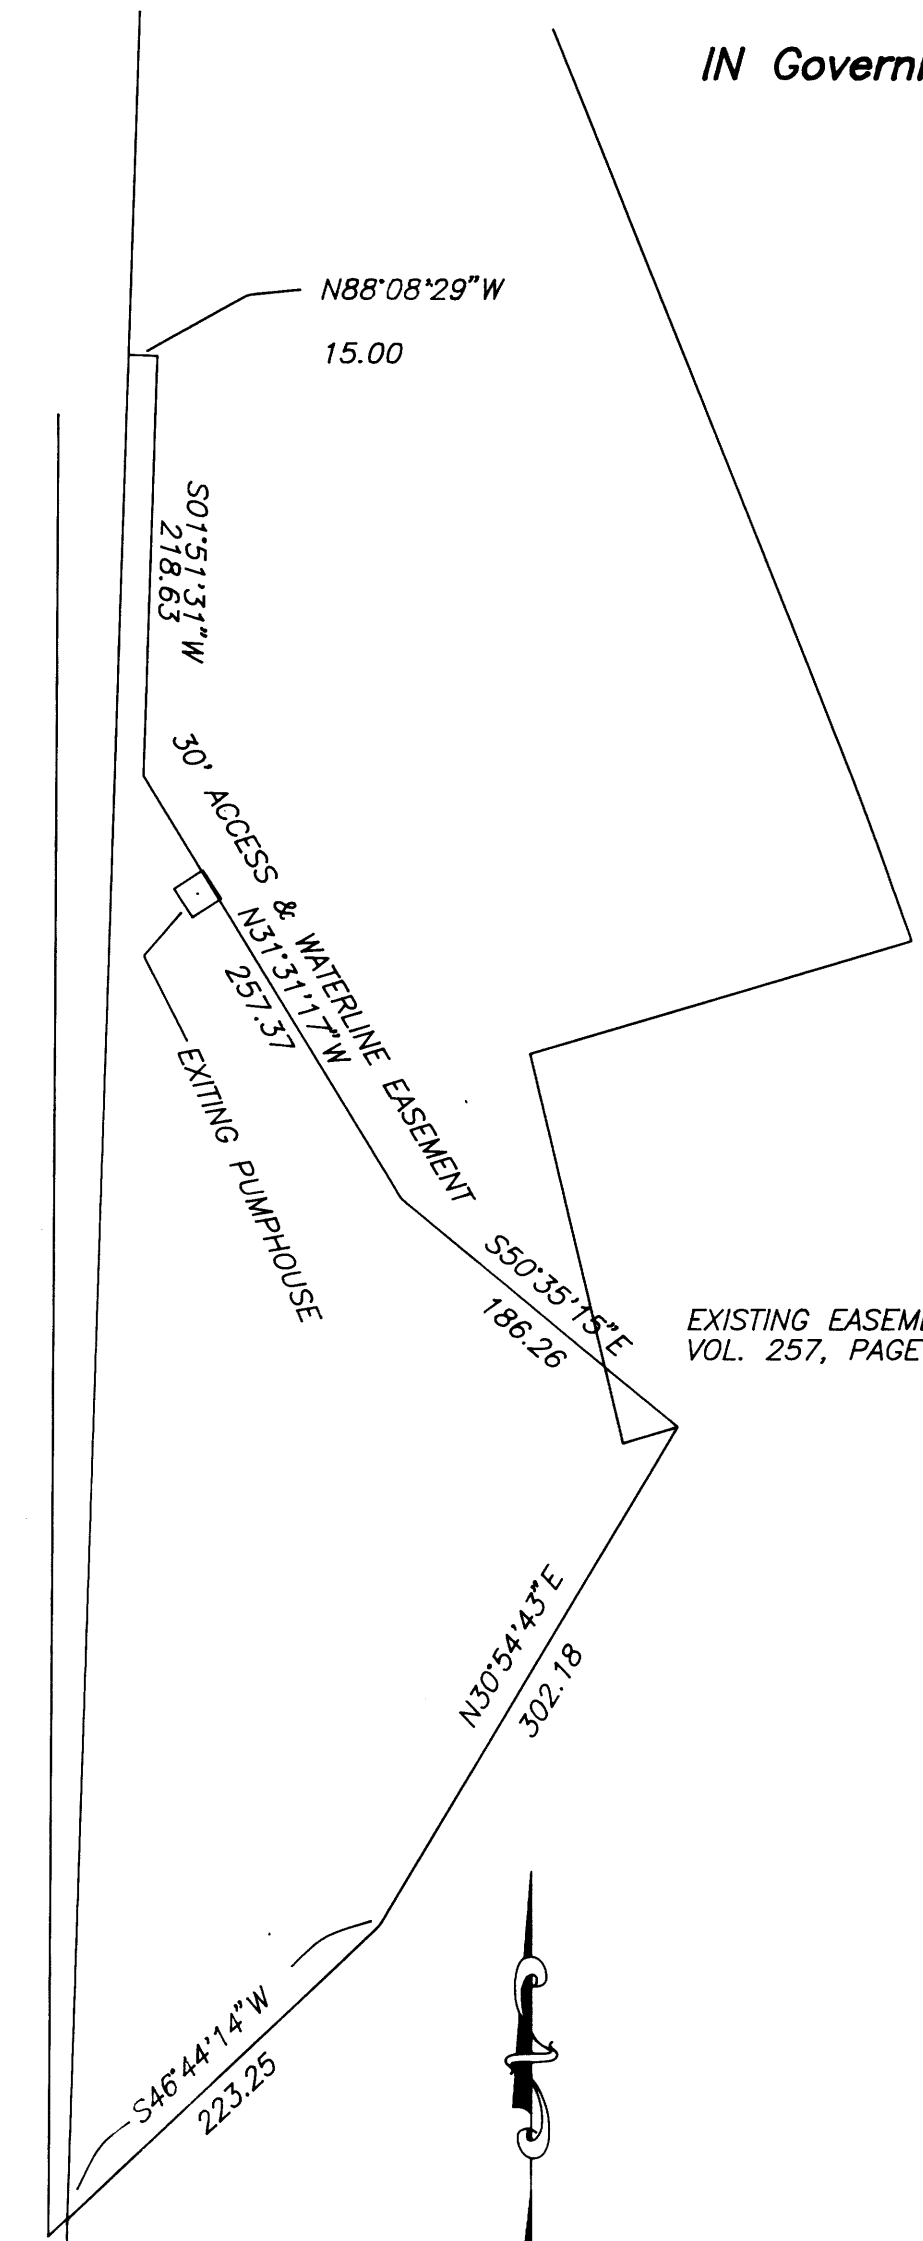 IN Governm
N88°08'29"W
15.00
S01°51'31"W
218.63
30' ACCESS & WATERLINE EASEMENT
N31°31'17"W
257.37
EXITING PUMPHOUSE
S50°35'15"E
186.26
EXISTING EASEME
VOL. 257, PAGE
N30°54'43"E
302.18
S46°44'14"W
223.25